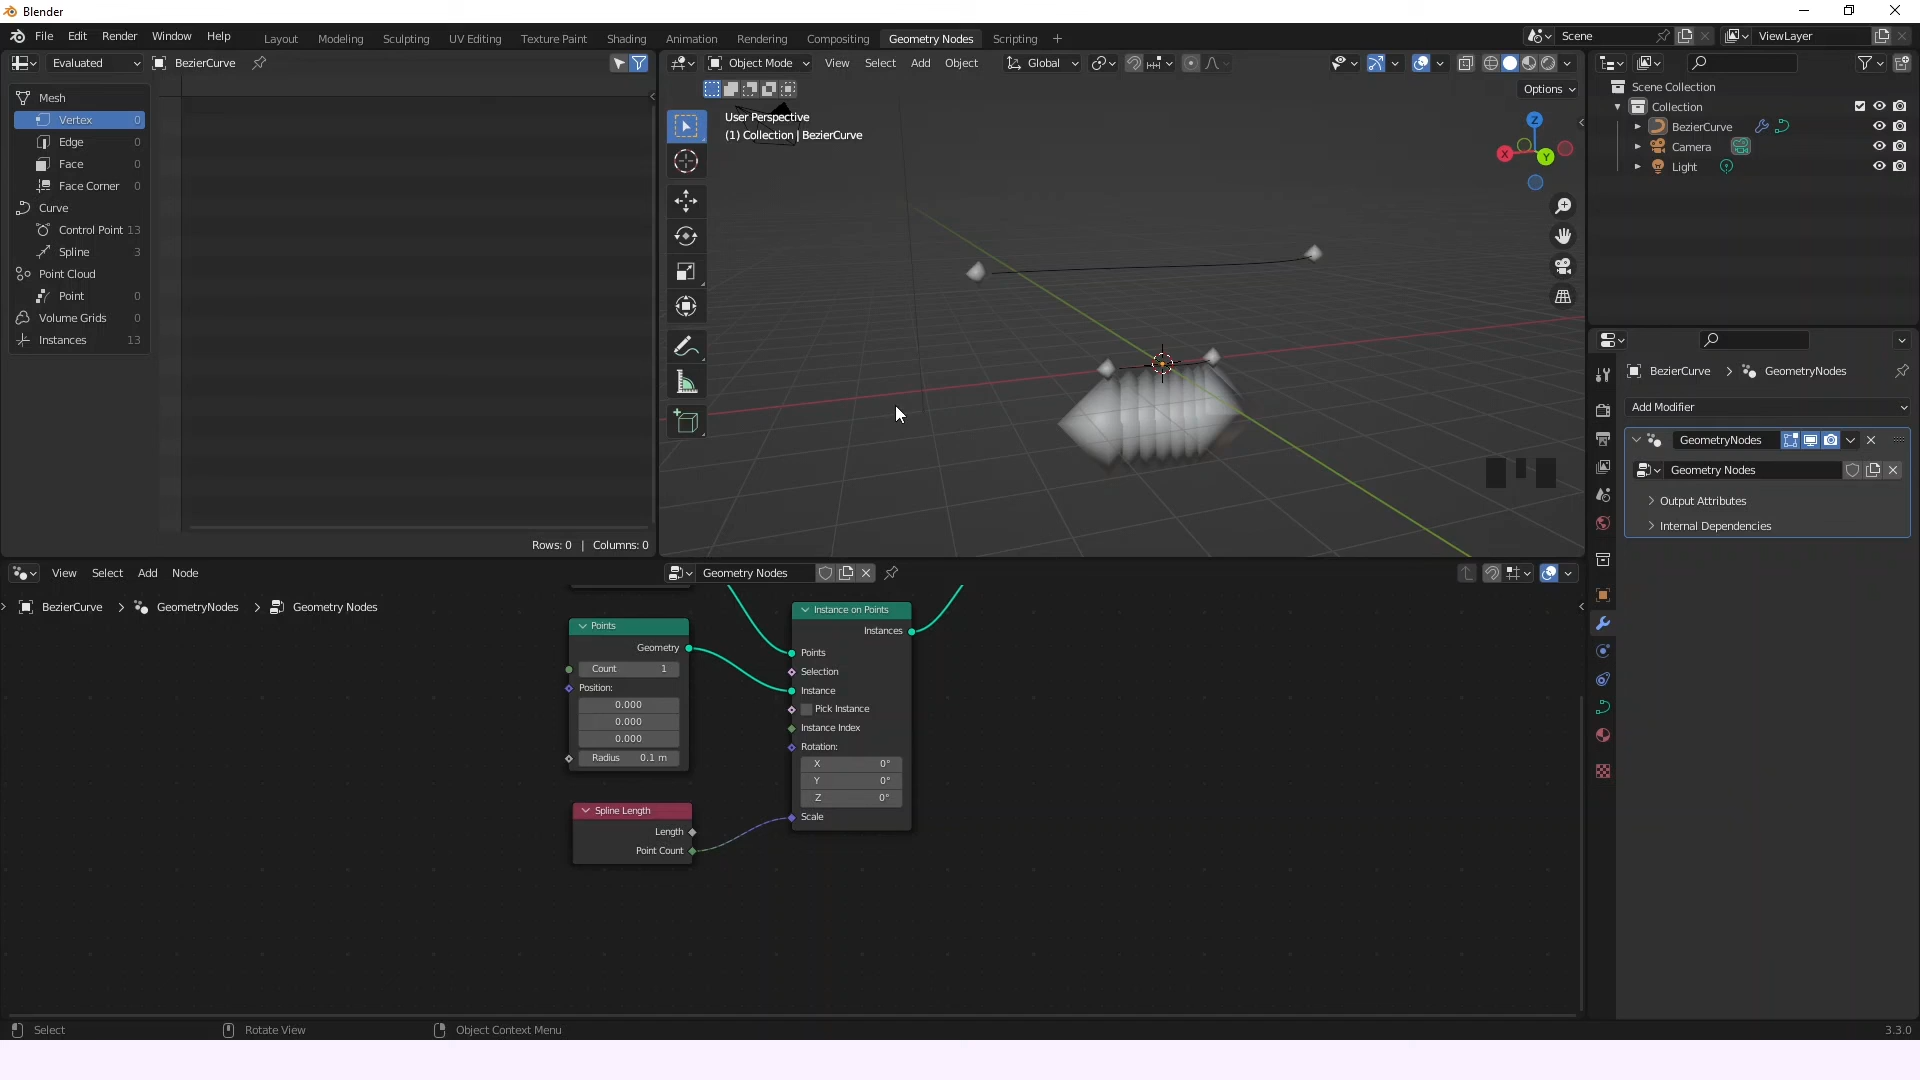 Blender
File Edit Render Window Help
Layout Modeling Sculpting UV Editing Texture Paint Shading Animation Rendering Compositing Geometry Nodes Scripting +
Scene
ViewLayer
Evaluated
BezierCurve
Mesh
Vertex 0
Edge 0
Face 0
Face Corner 0
Curve
Control Point 13
Spline 3
Point Cloud
Point 0
Volume Grids 0
Instances 13
Rows: 0 | Columns: 0
Object Mode
View Select Add Object
Global
Options
User Perspective
(1) Collection | BezierCurve
Z
X
Y
Scene Collection
Collection
BezierCurve
Camera
Light
BezierCurve > GeometryNodes
Add Modifier
GeometryNodes
Geometry Nodes
Output Attributes
Internal Dependencies
View Select Add Node
Geometry Nodes
BezierCurve > GeometryNodes > Geometry Nodes
Points
Geometry
Count 1
Position:
0.000
0.000
0.000
Radius 0.1 m
Spline Length
Length
Point Count
Instance on Points
Instances
Points
Selection
Instance
Pick Instance
Instance Index
Rotation:
X 0°
Y 0°
Z 0°
Scale
Select
Rotate View
Object Context Menu
3.3.0